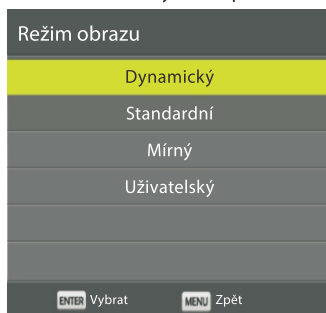 Režim obrazu
Dynamický
Standardní
Mírný
Uživatelský
ENTER Vybrat MENU Zpět